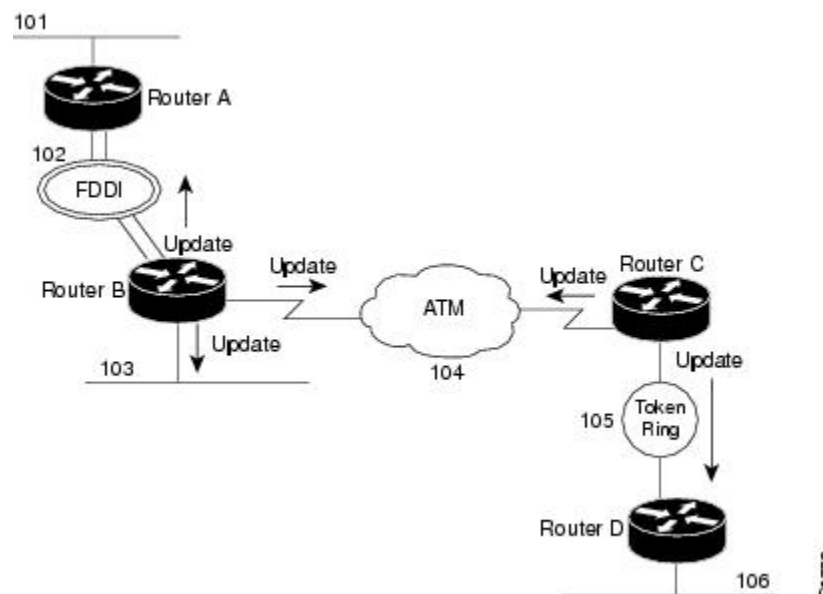 101
Router A
102
FDDI
Update
Router B
Update
Update
103
ATM
104
Update
Router C
Update
105
Token
Ring
Router D
106